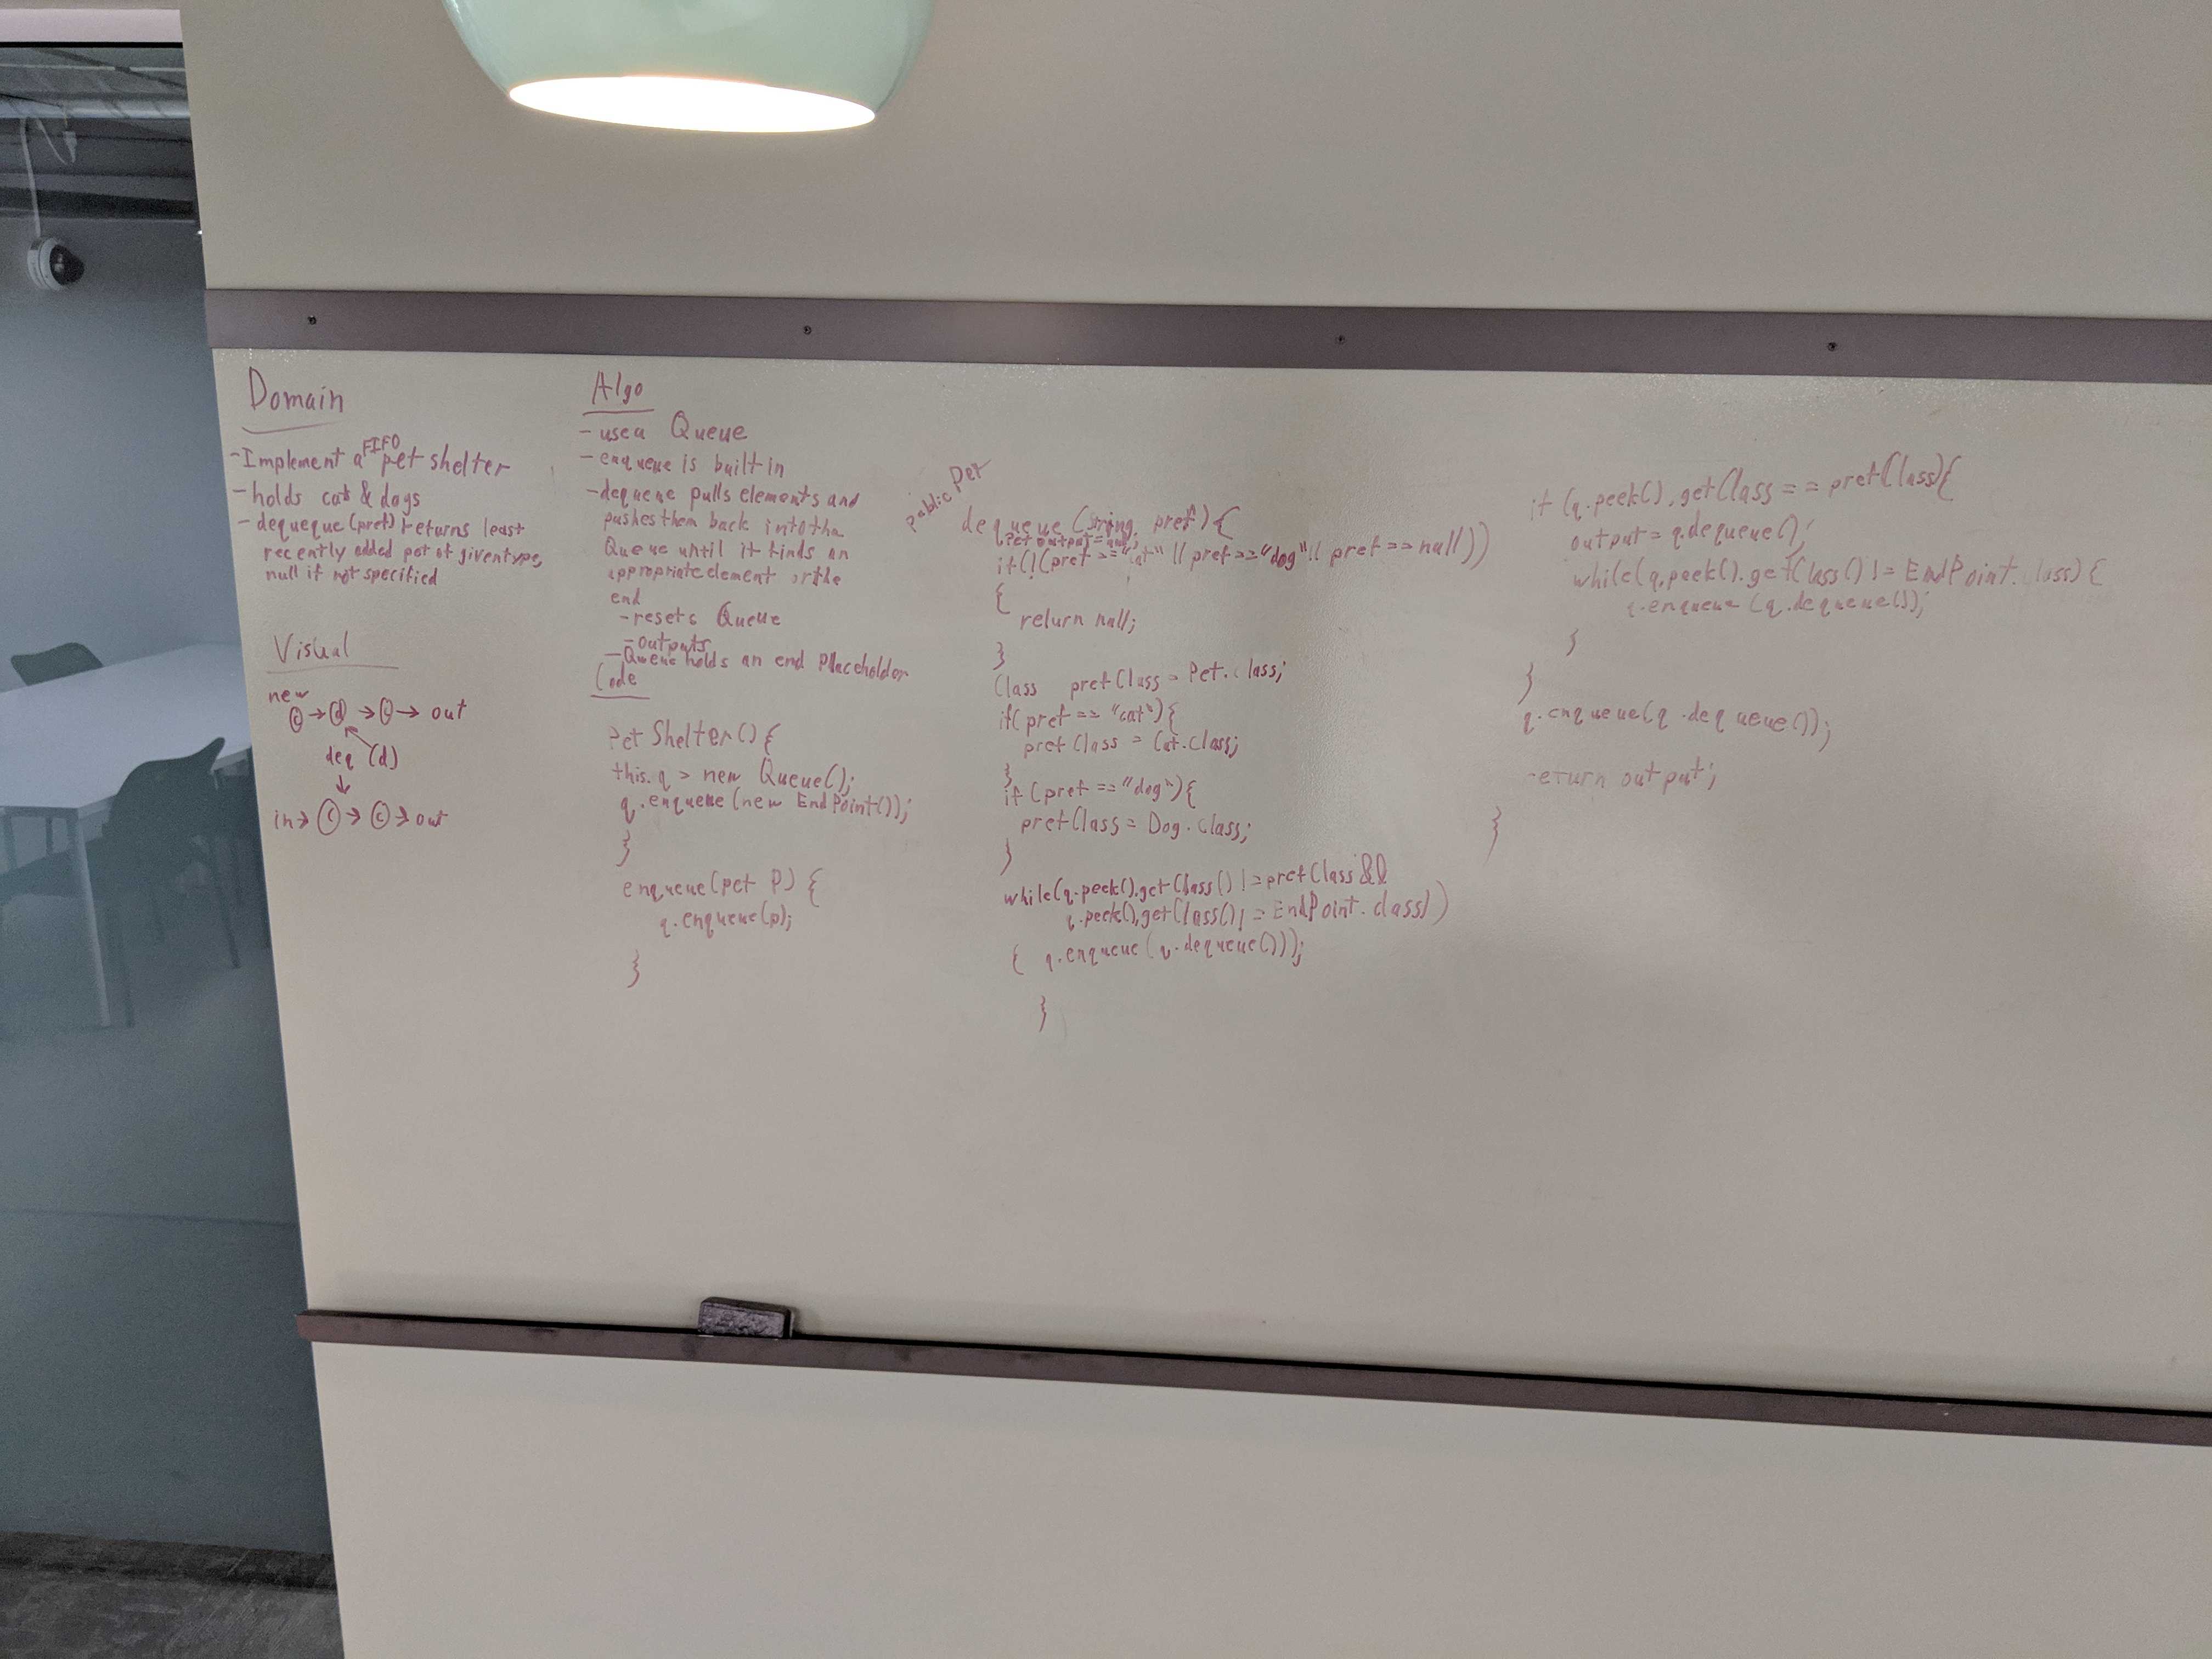 Domain
-Implement a FIFO pet shelter
-holds cat & dogs
-dequeque(pref) returns least
recently added pet of given type,
null if not specified
Visual
new
c → d → c → out
deq (d)
in → c → c → out
Algo
- use a Queue
- enqueue is built in
-dequeue pulls elements and
pushes them back into tha
Queue until it finds an
appropriate element or the
end
-resets Queue
-outputs
-Queue holds an end Placeholder
Code
Pet Shelter() {
this.q = new Queue();
q.enqueue(new EndPoint());
}
enqueue(pet p) {
q.enqueue(p);
}
public Pet
dequeue (string pref) {
Pet output = null;
if(!(pref == "cat" || pref == "dog" || pref == null))
{
return null;
}
Class prefClass = Pet.class;
if(pref == "cat"){
prefClass = Cat.class;
}
if (pref == "dog"){
prefClass = Dog.class;
}
while(q.peek().getClass() != prefClass &&
q.peek().getClass() != EndPoint.class)
{ q.enqueue(q.dequeue());
}
if (q.peek().getClass == prefClass){
output = q.dequeue();
while(q.peek().getClass() != EndPoint.class) {
q.enqueue(q.dequeue());
}
}
q.enqueue(q.dequeue());
return output;
}